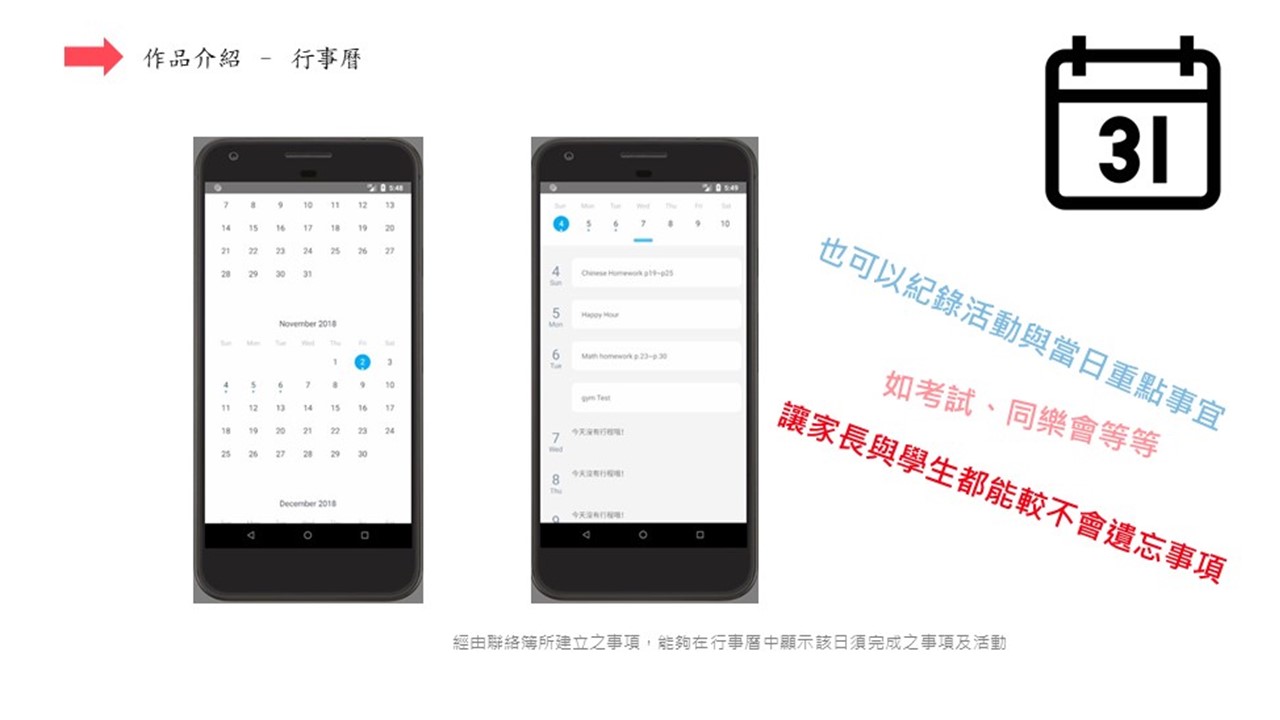 作品介紹 - 行事曆
31
5:48
7 8 9 10 11 12 13
14 15 16 17 18 19 20
21 22 23 24 25 26 27
28 29 30 31
November 2018
Sun Mon Tue Wed Thu Fri Sat
1 2 3
4 5 6 7 8 9 10
11 12 13 14 15 16 17
18 19 20 21 22 23 24
25 26 27 28 29 30
December 2018
5:49
Sun Mon Tue Wed Thu Fri Sat
4 5 6 7 8 9 10
4 Sun
Chinese Homework p19~p25
5 Mon
Happy Hour
6 Tue
Math homework p.23~p.30
gym Test
7 Wed
今天沒有行程哦!
8 Thu
今天沒有行程哦!
9
今天沒有行程哦!
也可以紀錄活動與當日重點事宜
如考試、同樂會等等
讓家長與學生都能較不會遺忘事項
經由聯絡簿所建立之事項，能夠在行事曆中顯示該日須完成之事項及活動